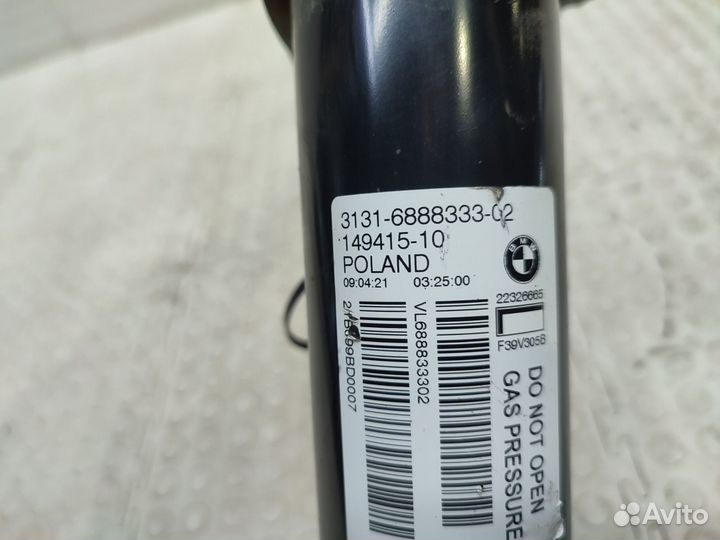 3131-6888333-02
149415-10
POLAND
09:04:21 03:25:00
BMW
22326665
L
F39V305B
VL688833302
DO NOT OPEN
GAS PRESSURE
Avito